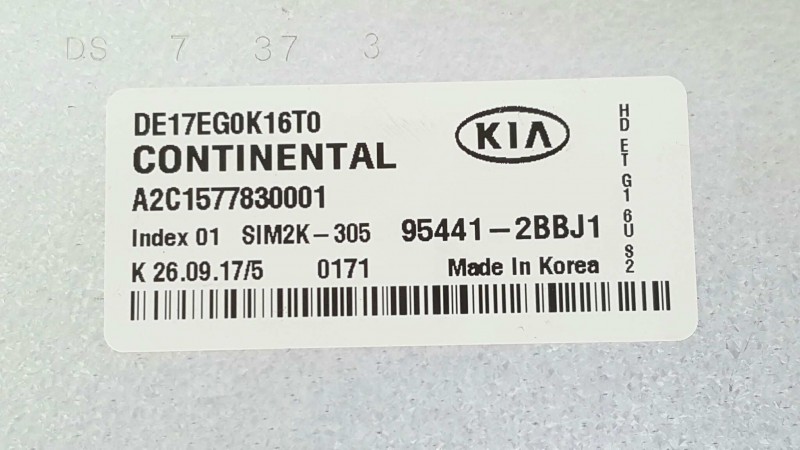 DS 7 37 3
DE17EG0K16T0
KIA
CONTINENTAL
A2C1577830001
Index 01 SIM2K-305 95441-2BBJ1
K 26.09.17/5 0171 Made In Korea
HD ET G1 6U S2